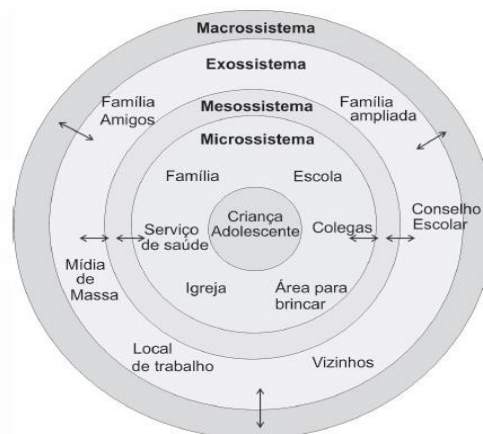 Macrossistema
Exossistema
Família
Amigos
Mesossistema
Família
ampliada
Microssistema
Família
Escola
Criança
Adolescente
Serviço
de saúde
Colegas
Conselho
Escolar
Mídia
de
Massa
Igreja
Área para
brincar
Local
de trabalho
Vizinhos